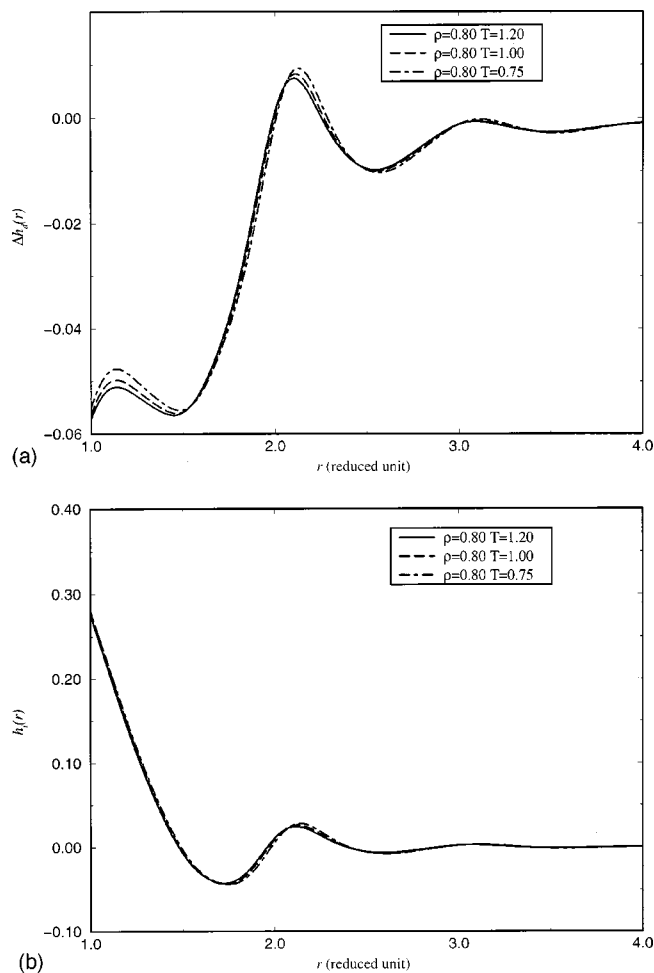 ρ=0.80 T=1.20
ρ=0.80 T=1.00
ρ=0.80 T=0.75
0.00
−0.02
−0.04
−0.06
Δh_d(r)
1.0 2.0 3.0 4.0
(a)
r (reduced unit)
0.40
0.30
0.20
0.10
0.00
−0.10
ρ=0.80 T=1.20
ρ=0.80 T=1.00
ρ=0.80 T=0.75
1.0 2.0 3.0 4.0
(b)
r (reduced unit)